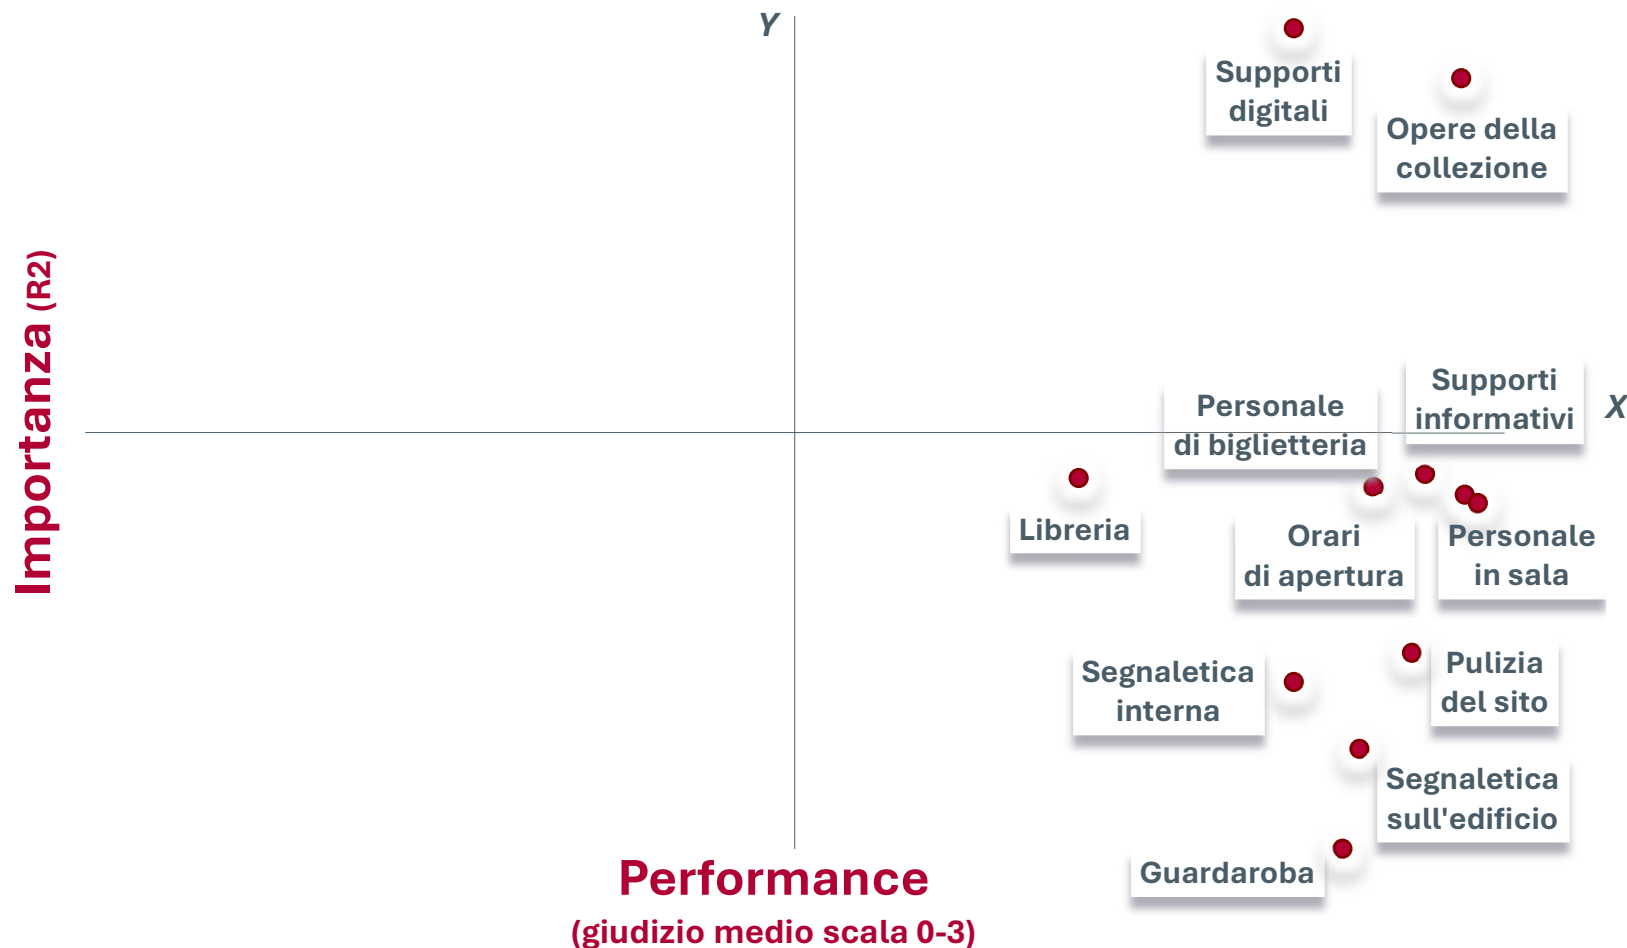 Y
Supporti
digitali
Opere della
collezione
Importanza (R2)
Supporti
informativi
X
Personale
di biglietteria
Libreria
Orari
di apertura
Personale
in sala
Segnaletica
interna
Pulizia
del sito
Segnaletica
sull'edificio
Guardaroba
Performance
(giudizio medio scala 0-3)